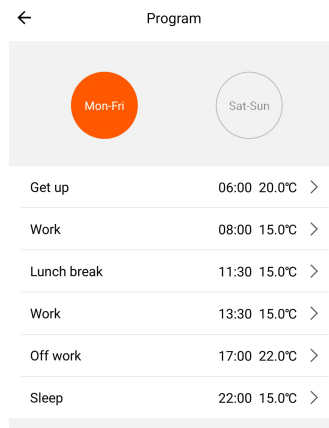 Program
Mon-Fri Sat-Sun
Get up 06:00 20.0℃
Work 08:00 15.0℃
Lunch break 11:30 15.0℃
Work 13:30 15.0℃
Off work 17:00 22.0℃
Sleep 22:00 15.0℃